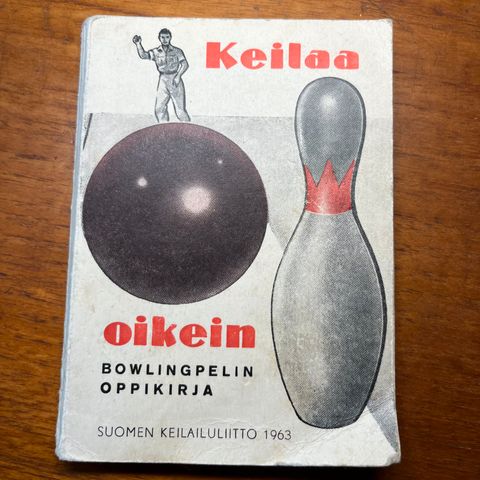 Keilaa
oikein
BOWLINGPELIN
OPPIKIRJA
SUOMEN KEILAILULIITTO 1963